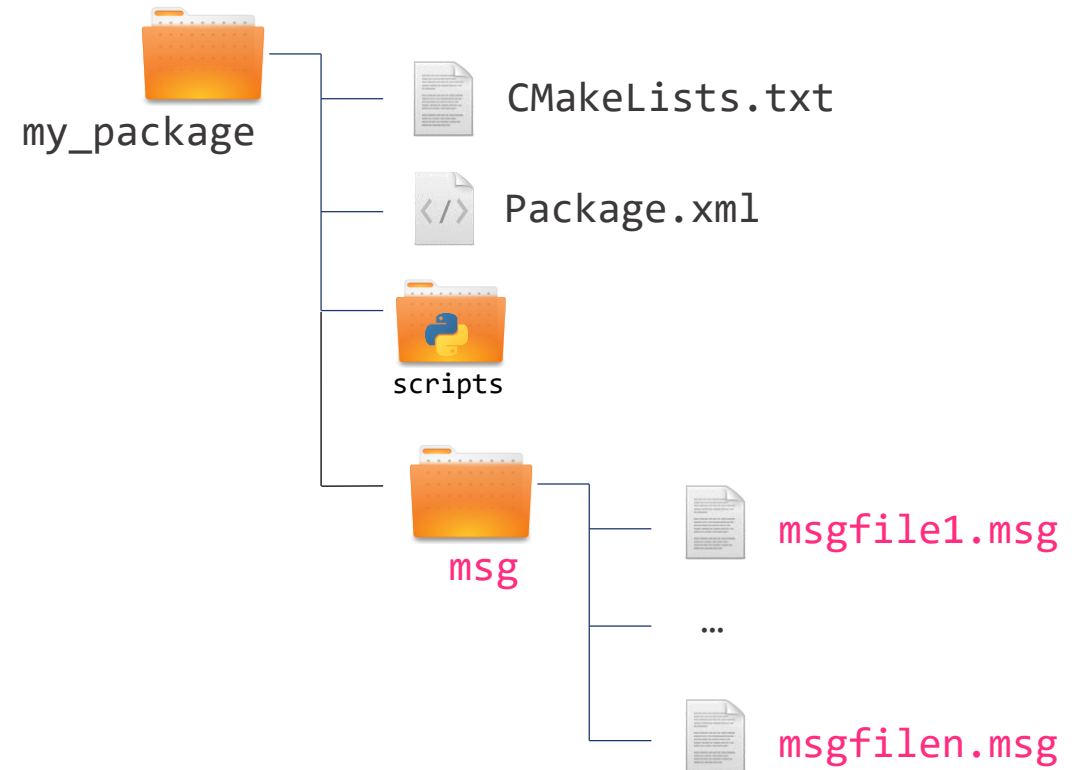 my_package
CMakeLists.txt
</>
Package.xml
scripts
msg
msgfile1.msg
…
msgfilen.msg